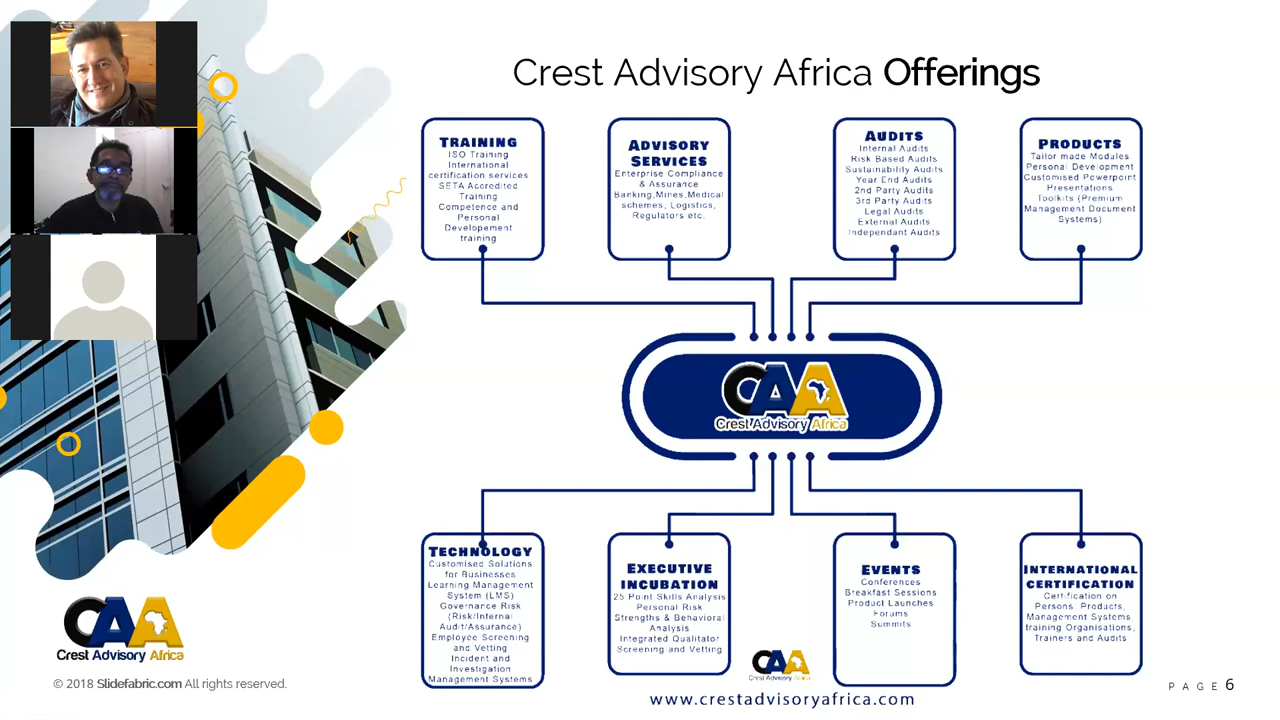 Crest Advisory Africa Offerings
TRAINING
ISO Training
International
certification services
SETA Accredited
Training
Competence and
Personal
Developement
training
ADVISORY
SERVICES
Enterprise Compliance
& Assurance
Banking,Mines,Medical
schemes, Logistics,
Regulators etc.
AUDITS
Internal Audits
Risk Based Audits
Sustainability Audits
Year End Audits
2nd Party Audits
3rd Party Audits
Legal Audits
External Audits
Independant Audits
PRODUCTS
Tailor made Modules
Personal Development
Customised Powerpoint
Presentations
Toolkits (Premium
Management Document
Systems)
CAA
Crest Advisory Africa
TECHNOLOGY
Customised Solutions
for Businesses
Learning Management
System (LMS)
Governance Risk
(Risk/Internal
Audit/Assurance)
Employee Screening
and Vetting
Incident and
Investigation
Management Systems
EXECUTIVE
INCUBATION
25 Point Skills Analysis
Personal Risk
Strengths & Behavioral
Analysis
Integrated Qualitator
Screening and Vetting
EVENTS
Conferences
Breakfast Sessions
Product Launches
Forums
Summits
INTERNATIONAL
CERTIFICATION
Certification on
Persons, Products,
Management Systems,
training Organisations,
Trainers and Audits
CAA
Crest Advisory Africa
CAA
Crest Advisory Africa
© 2018 Slidefabric.com All rights reserved.
www.crestadvisoryafrica.com
PAGE 6